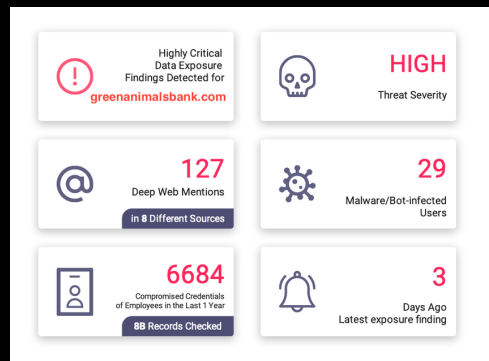 Highly Critical
Data Exposure
Findings Detected for
greenanimalsbank.com
HIGH
Threat Severity
127
Deep Web Mentions
in 8 Different Sources
29
Malware/Bot-infected
Users
6684
Compromised Credentials
of Employees in the Last 1 Year
8B Records Checked
3
Days Ago
Latest exposure finding